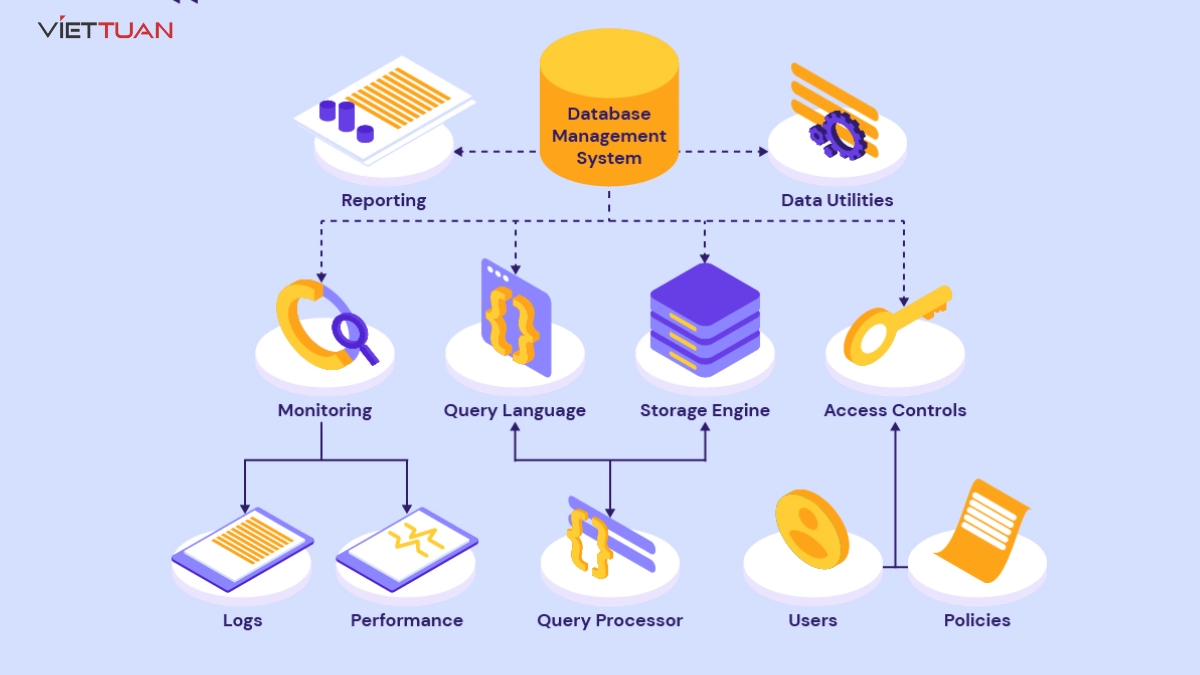 VIETTUAN
Database
Management
System
Reporting
Data Utilities
Monitoring
Query Language
Storage Engine
Access Controls
Logs
Performance
Query Processor
Users
Policies